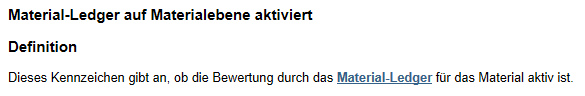 Material-Ledger auf Materialebene aktiviert
Definition
Dieses Kennzeichen gibt an, ob die Bewertung durch das Material-Ledger für das Material aktiv ist.